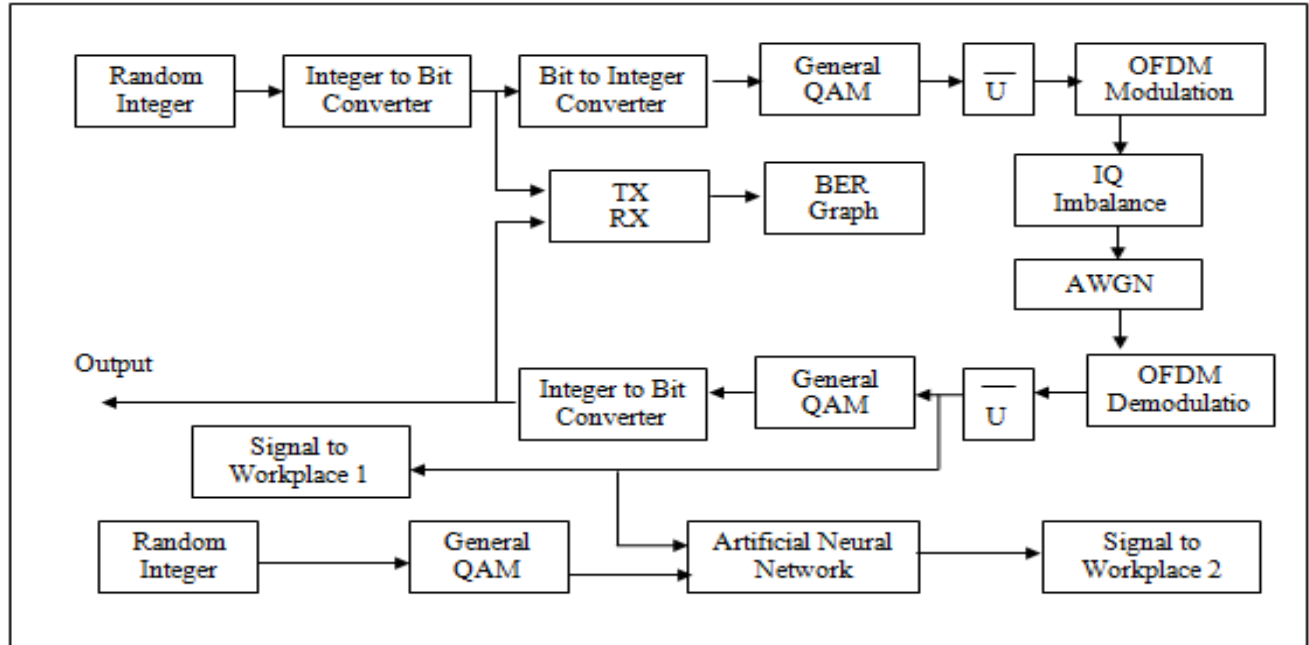 Random
Integer
Integer to Bit
Converter
Bit to Integer
Converter
General
QAM
U
OFDM
Modulation
TX
RX
BER
Graph
IQ
Imbalance
AWGN
Output
Integer to Bit
Converter
General
QAM
U
OFDM
Demodulatio
Signal to
Workplace 1
Random
Integer
General
QAM
Artificial Neural
Network
Signal to
Workplace 2